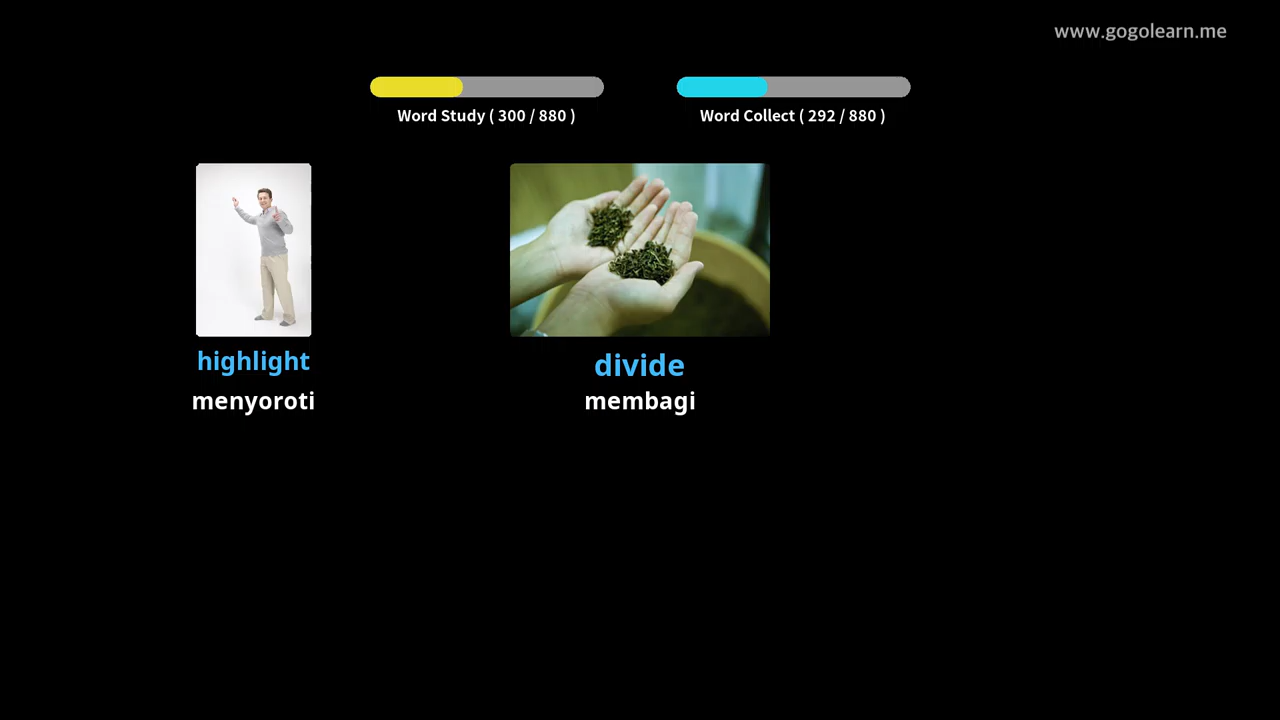 www.gogolearn.me
Word Study ( 300 / 880 )
Word Collect ( 292 / 880 )
highlight
menyoroti
divide
membagi